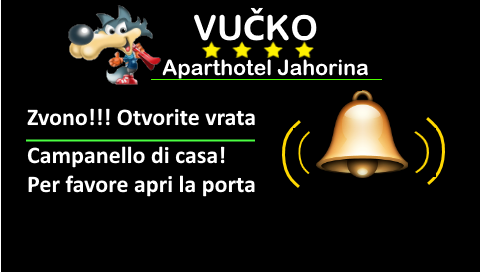 VUČKO
Aparthotel Jahorina
Zvono!!! Otvorite vrata
Campanello di casa!
Per favore apri la porta